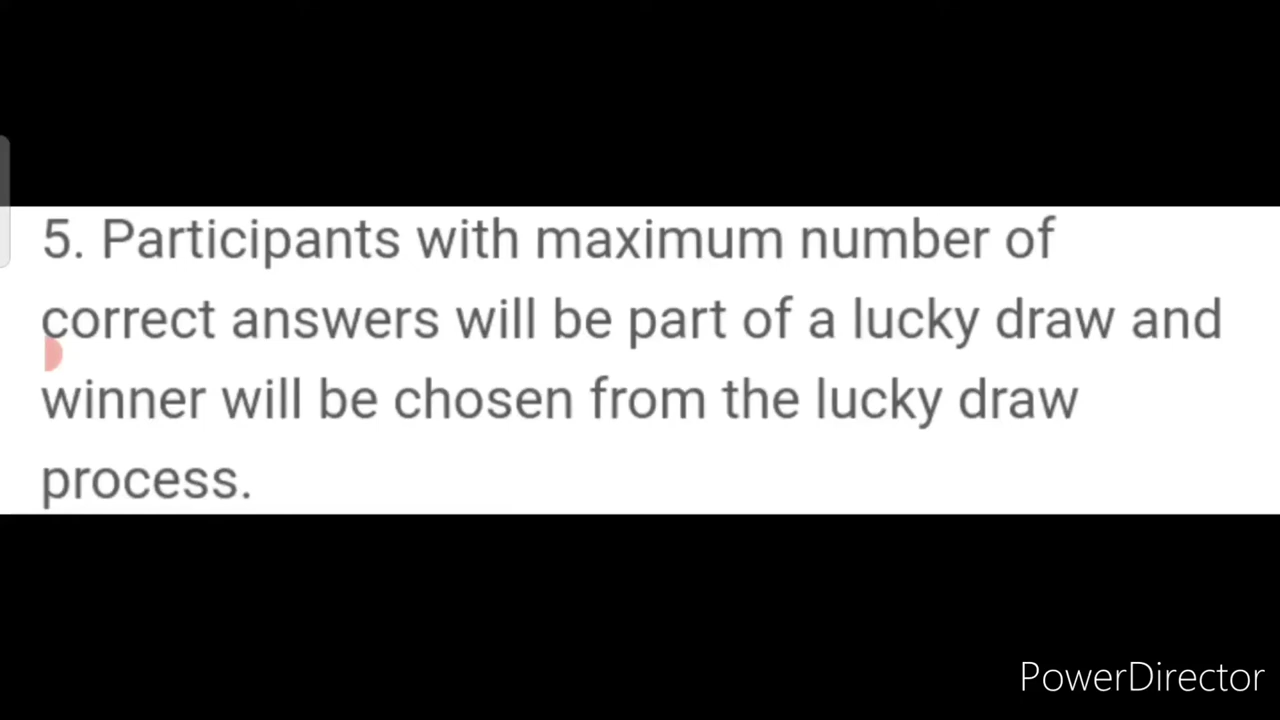 5. Participants with maximum number of
correct answers will be part of a lucky draw and
winner will be chosen from the lucky draw
process.
PowerDirector